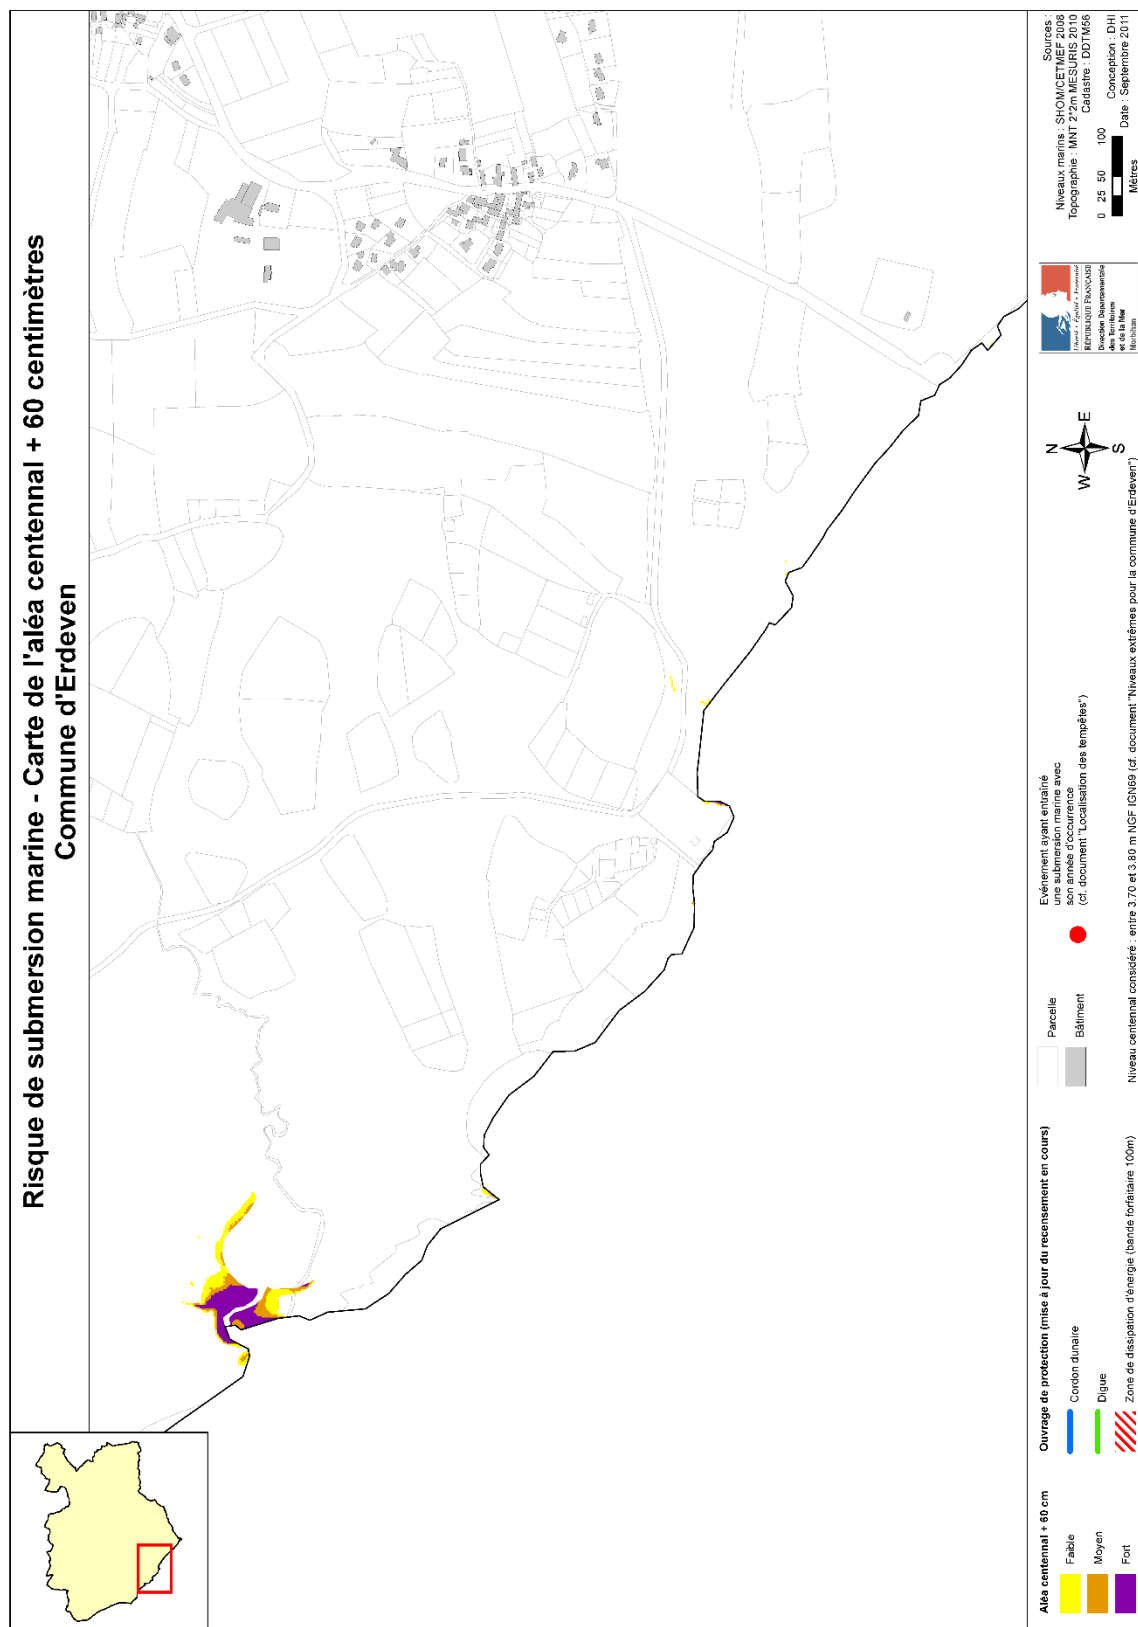 Risque de submersion marine - Carte de l'aléa centennal + 60 centimètres
Commune d'Erdeven
Aléa centennal + 60 cm
Faible
Moyen
Fort
Ouvrage de protection (mise à jour du recensement en cours)
Cordon dunaire
Digue
Zone de dissipation d'énergie (bande forfaitaire 100m)
Parcelle
Bâtiment
Evénement ayant entraîné
une submersion marine avec
son année d'occurrence
(cf. document "Localisation des tempêtes")
Niveau centennal considéré : entre 3.70 et 3.80 m NGF IGN69 (cf. document "Niveaux extrêmes pour la commune d'Erdeven")
N
W
E
S
Liberté • Égalité • Fraternité
RÉPUBLIQUE FRANÇAISE
Direction Départementale
des Territoires
et de la Mer
Morbihan
Sources :
Niveaux marins : SHOM/CETMEF 2008
Topographie : MNT 2*2m MESURIS 2010
Cadastre : DDTM56
Conception : DHI
Date : Septembre 2011
0 25 50 100
Mètres